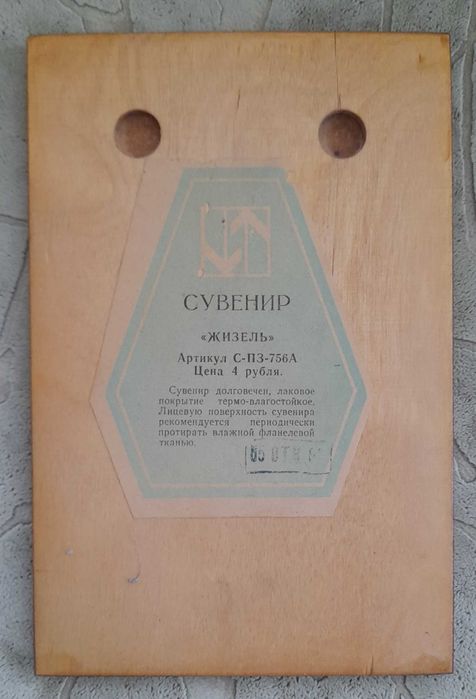 СУВЕНИР
«ЖИЗЕЛЬ»
Артикул С-ПЗ-756А
Цена 4 рубля.
Сувенир долговечен, лаковое
покрытие термо-влагостойкое.
Лицевую поверхность сувенира
рекомендуется периодически
протирать влажной фланелевой
тканью.